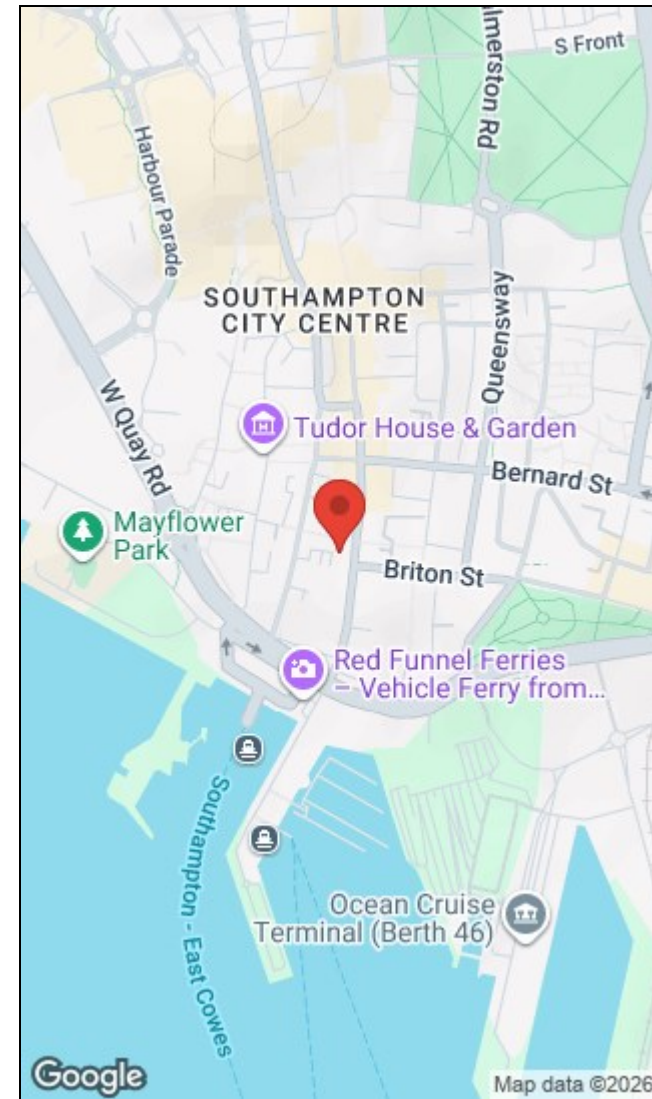 S Front
lmerston Rd
Harbour Parade
SOUTHAMPTON
CITY CENTRE
Queensway
W Quay Rd
Tudor House & Garden
Bernard St
Mayflower
Park
Briton St
Red Funnel Ferries
– Vehicle Ferry from...
Southampton - East Cowes
Ocean Cruise
Terminal (Berth 46)
Google
Map data ©2026